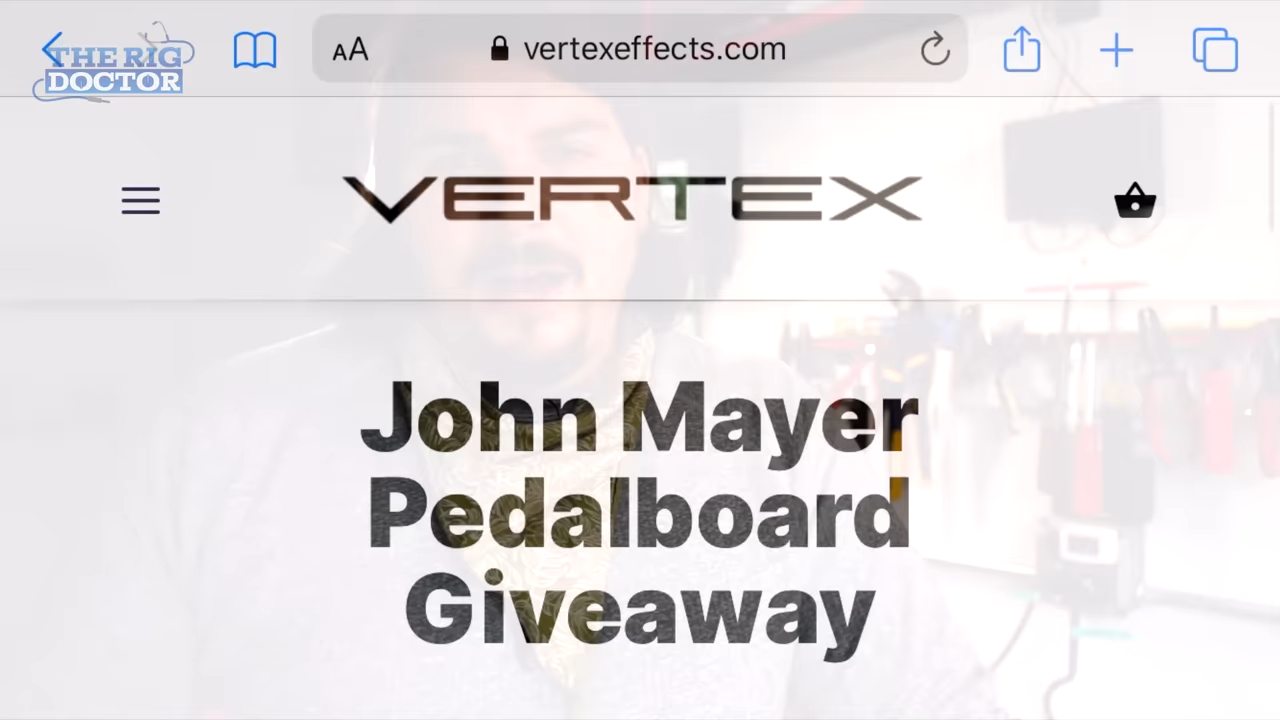 THE RIG
DOCTOR
AA
vertexeffects.com
VERTEX
John Mayer
Pedalboard
Giveaway